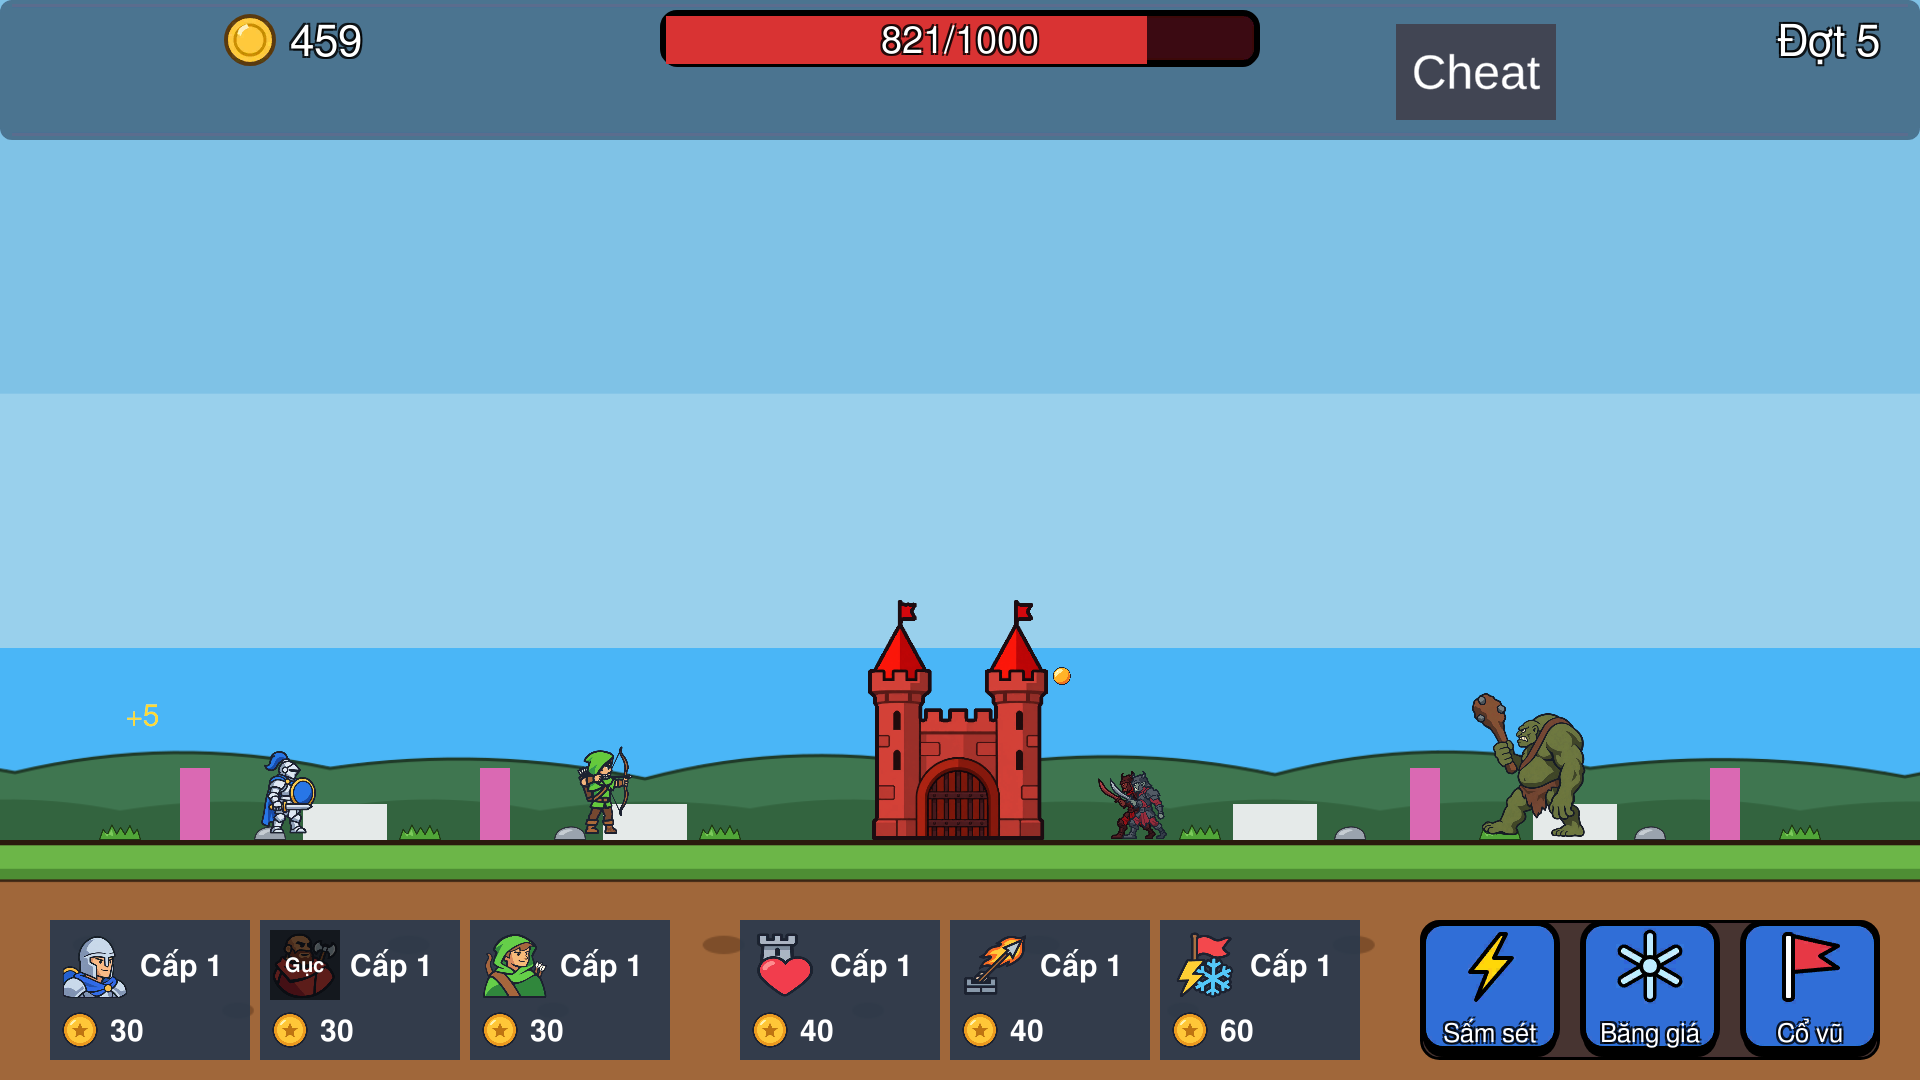 459
821/1000
Cheat
Đợt 5
+5
Cấp 1
30
Gục
Cấp 1
30
Cấp 1
30
Cấp 1
40
Cấp 1
40
Cấp 1
60
Sấm sét
Băng giá
Cổ vũ